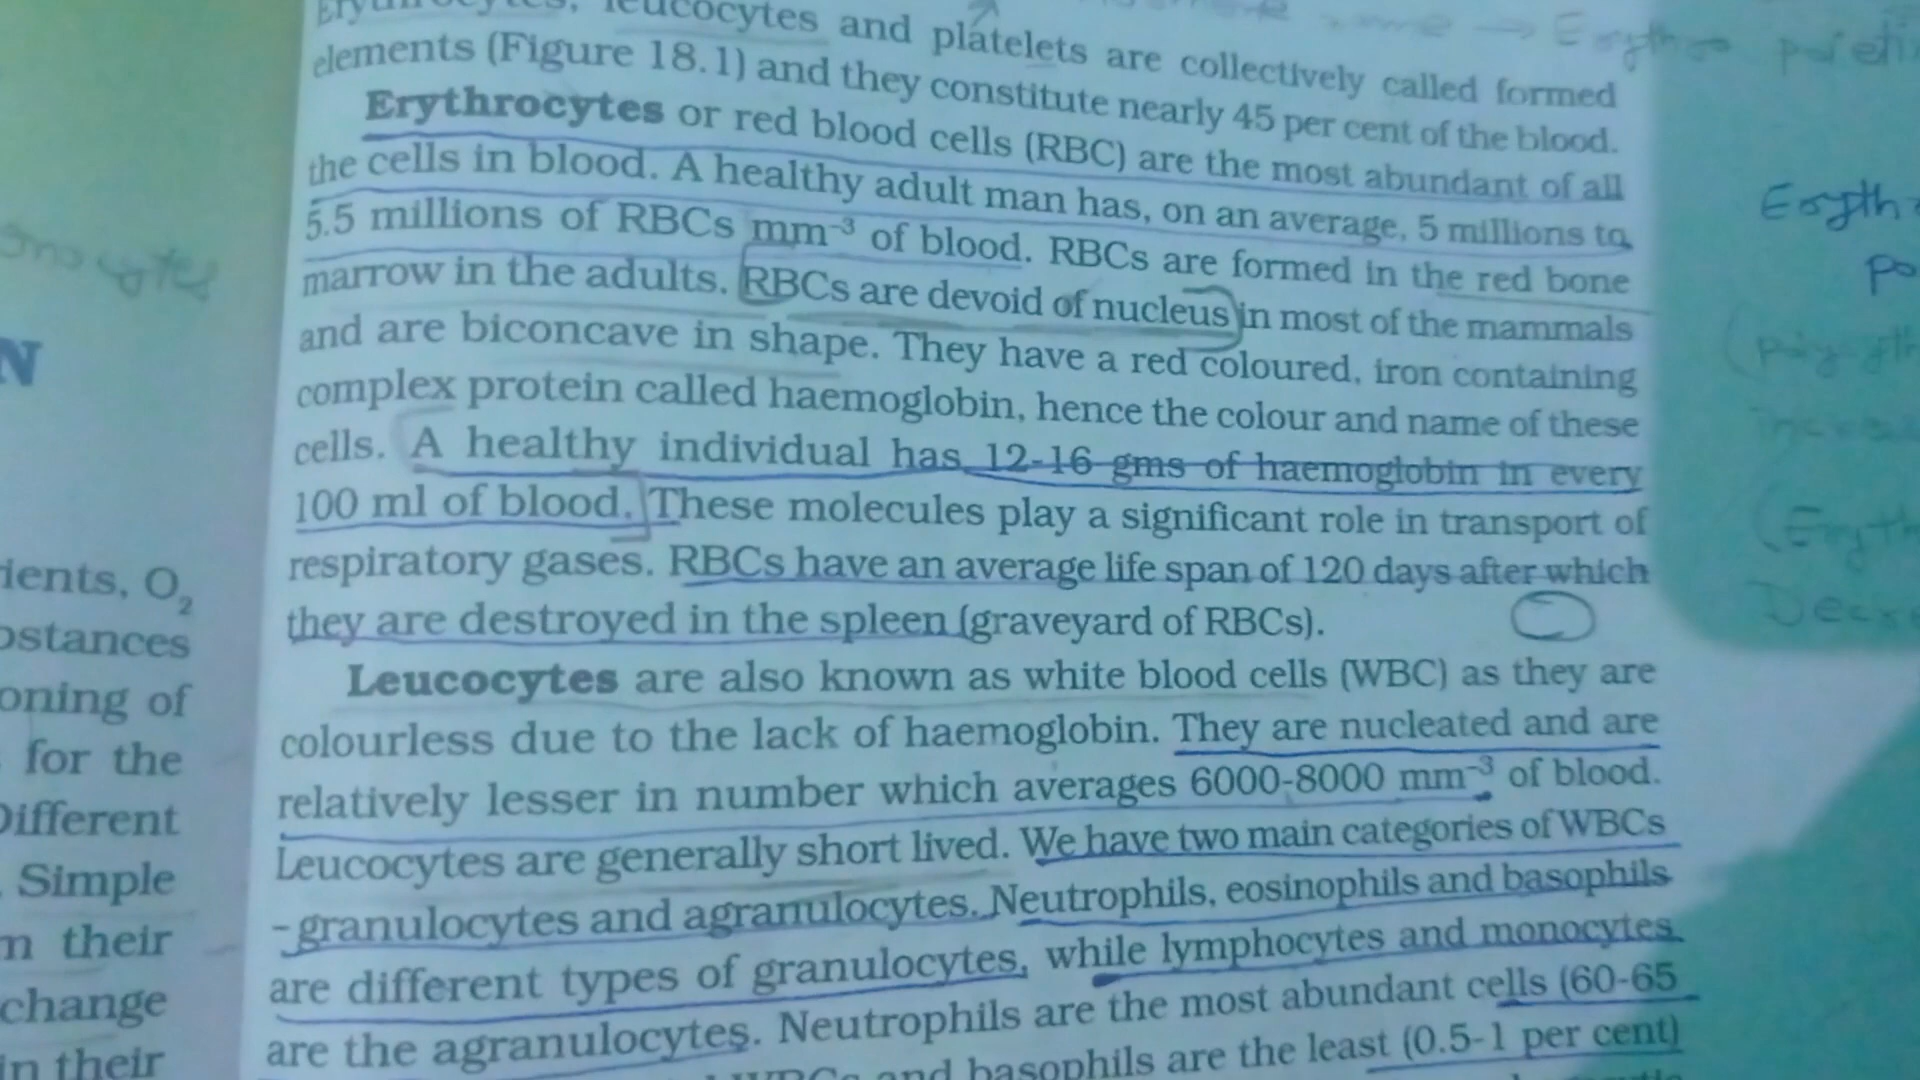 leucocytes and platelets are collectively called formed
elements (Figure 18.1) and they constitute nearly 45 per cent of the blood.
Erythrocytes or red blood cells (RBC) are the most abundant of all
the cells in blood. A healthy adult man has, on an average, 5 millions to
5.5 millions of RBCs mm⁻³ of blood. RBCs are formed in the red bone
marrow in the adults. RBCs are devoid of nucleus in most of the mammals
and are biconcave in shape. They have a red coloured, iron containing
complex protein called haemoglobin, hence the colour and name of these
cells. A healthy individual has 12-16 gms of haemoglobin in every
100 ml of blood. These molecules play a significant role in transport of
respiratory gases. RBCs have an average life span of 120 days after which
they are destroyed in the spleen (graveyard of RBCs).
Leucocytes are also known as white blood cells (WBC) as they are
colourless due to the lack of haemoglobin. They are nucleated and are
relatively lesser in number which averages 6000-8000 mm⁻³ of blood.
Leucocytes are generally short lived. We have two main categories of WBCs
- granulocytes and agranulocytes. Neutrophils, eosinophils and basophils
are different types of granulocytes, while lymphocytes and monocytes
are the agranulocytes. Neutrophils are the most abundant cells (60-65
and basophils are the least (0.5-1 per cent)
ocytes
N
ients, O₂
ostances
oning of
for the
Different
. Simple
n their
change
in their
Eryth
po